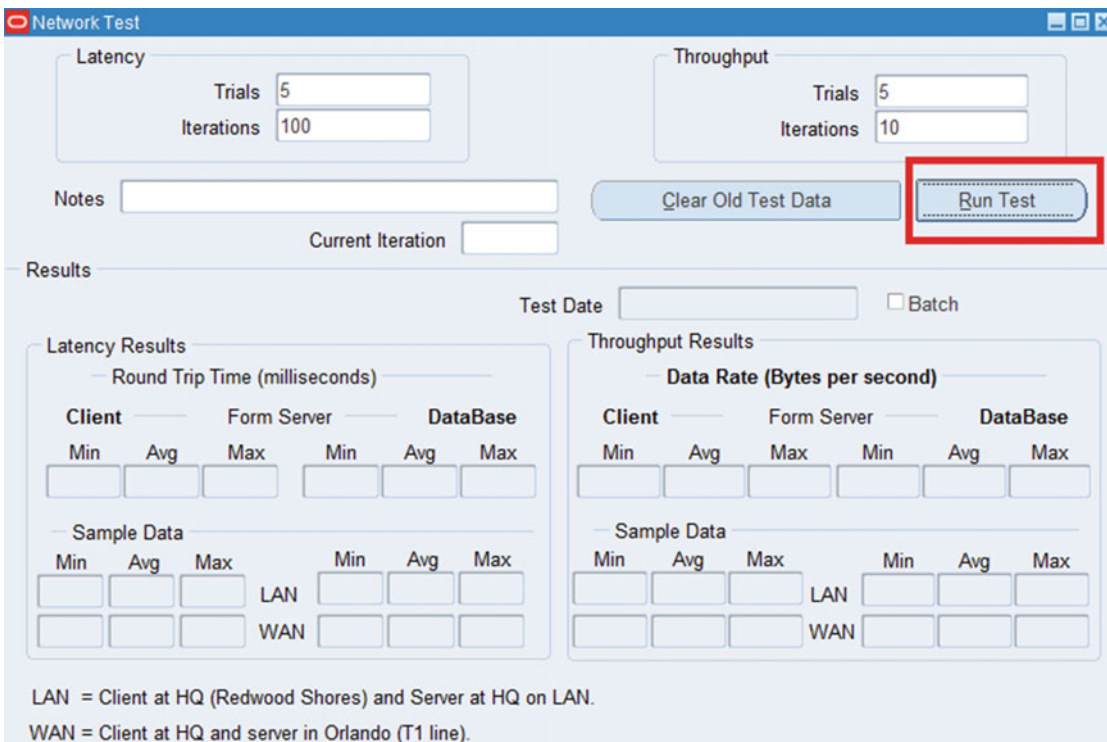 Network Test
Latency
Throughput
Trials 5
Trials 5
Iterations 100
Iterations 10
Notes
Clear Old Test Data
Run Test
Current Iteration
Results
Test Date
Batch
Latency Results
Throughput Results
Round Trip Time (milliseconds)
Data Rate (Bytes per second)
Client Form Server DataBase
Client Form Server DataBase
Min Avg Max Min Avg Max
Min Avg Max Min Avg Max
Sample Data
Sample Data
Min Avg Max Min Avg Max
Min Avg Max Min Avg Max
LAN
LAN
WAN
WAN
LAN = Client at HQ (Redwood Shores) and Server at HQ on LAN.
WAN = Client at HQ and server in Orlando (T1 line).